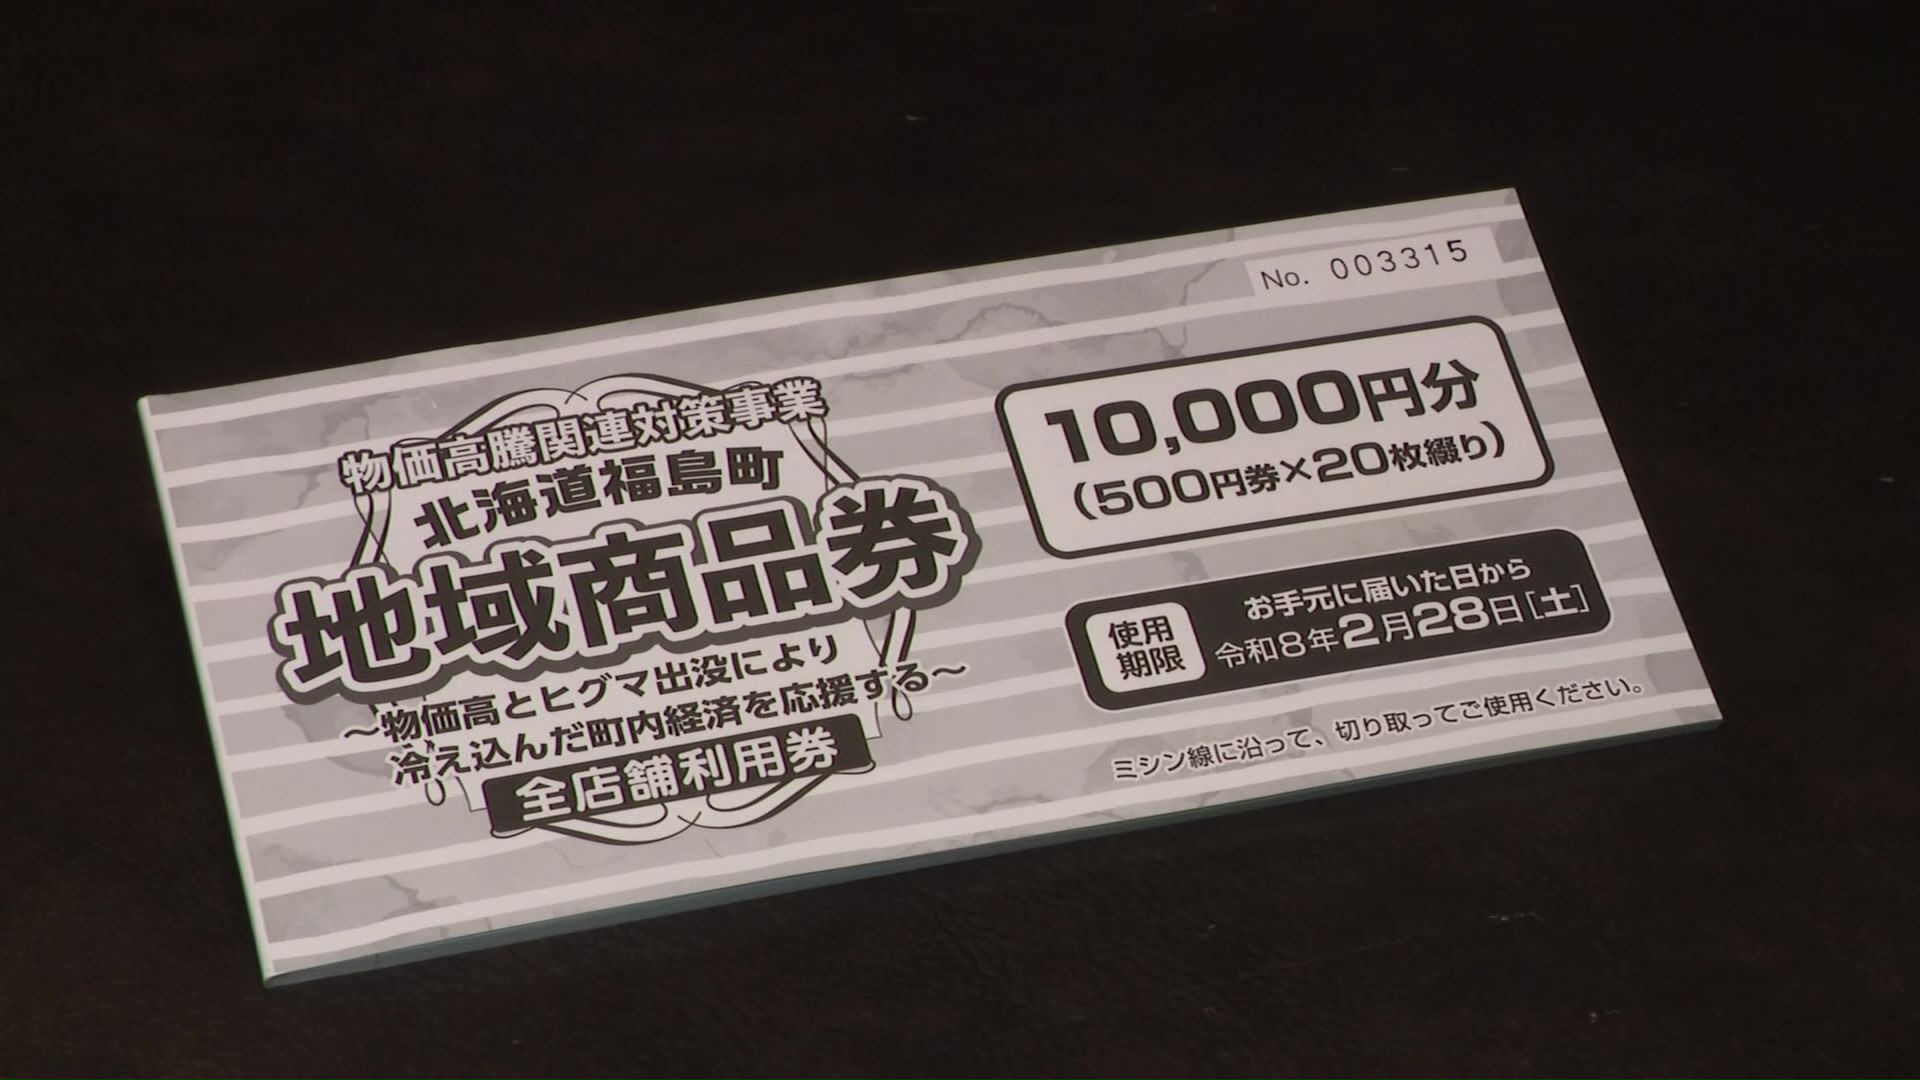 No. 003315
物価高騰関連対策事業
北海道福島町
地域商品券
～物価高とヒグマ出没により
冷え込んだ町内経済を応援する～
全店舗利用券
10,000円分
(500円券×20枚綴り)
使用
期限
お手元に届いた日から
令和8年2月28日[土]
ミシン線に沿って、切り取ってご使用ください。